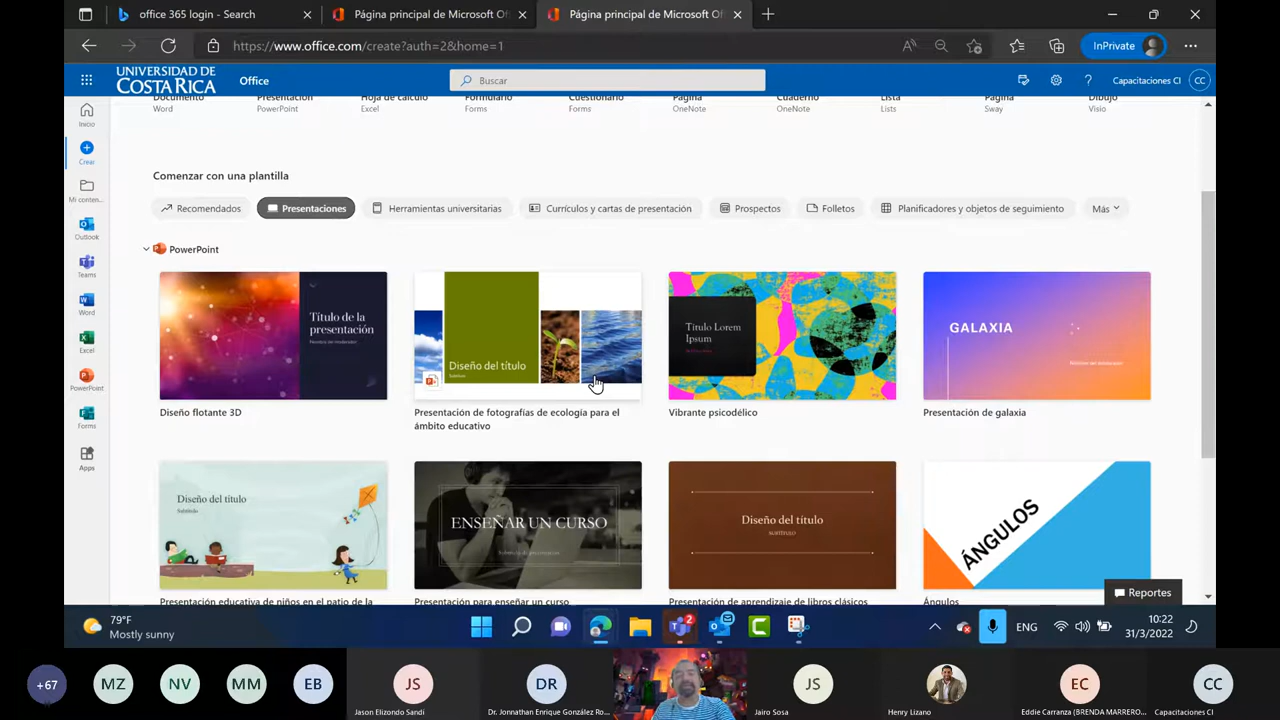 office 365 login - Search
Página principal de Microsoft Of
Página principal de Microsoft Of
https://www.office.com/create?auth=2&home=1
InPrivate
UNIVERSIDAD DE
COSTA RICA
Office
Buscar
Capacitaciones CI
CC
Documento
Presentación
Hoja de cálculo
Formulario
Cuestionario
Página
Cuaderno
Lista
Página
Dibujo
Word
PowerPoint
Excel
Forms
Forms
OneNote
OneNote
Lists
Sway
Visio
Inicio
Crear
Mi conten...
Outlook
Teams
Word
Excel
PowerPoint
Forms
Apps
Comenzar con una plantilla
Recomendados
Presentaciones
Herramientas universitarias
Currículos y cartas de presentación
Prospectos
Folletos
Planificadores y objetos de seguimiento
Más
PowerPoint
Título de la
presentación
Diseño flotante 3D
Diseño del título
Subtítulo
Presentación de fotografías de ecología para el
ámbito educativo
Título Lorem
Ipsum
Vibrante psicodélico
GALAXIA
Presentación de galaxia
Diseño del título
Subtítulo
Presentación educativa de niños en el patio de la
ENSEÑAR UN CURSO
Presentación para enseñar un curso
Diseño del título
SUBTÍTULO
Presentación de aprendizaje de libros clásicos
ÁNGULOS
Ángulos
Reportes
79°F
Mostly sunny
2
ENG
10:22
31/3/2022
+67
MZ
NV
MM
EB
JS
Jason Elizondo Sandí
DR
Dr. Jonnathan Enrique González Ro...
JS
Jairo Sosa
Henry Lizano
EC
Eddie Carranza (BRENDA MARRERO...
CC
Capacitaciones CI